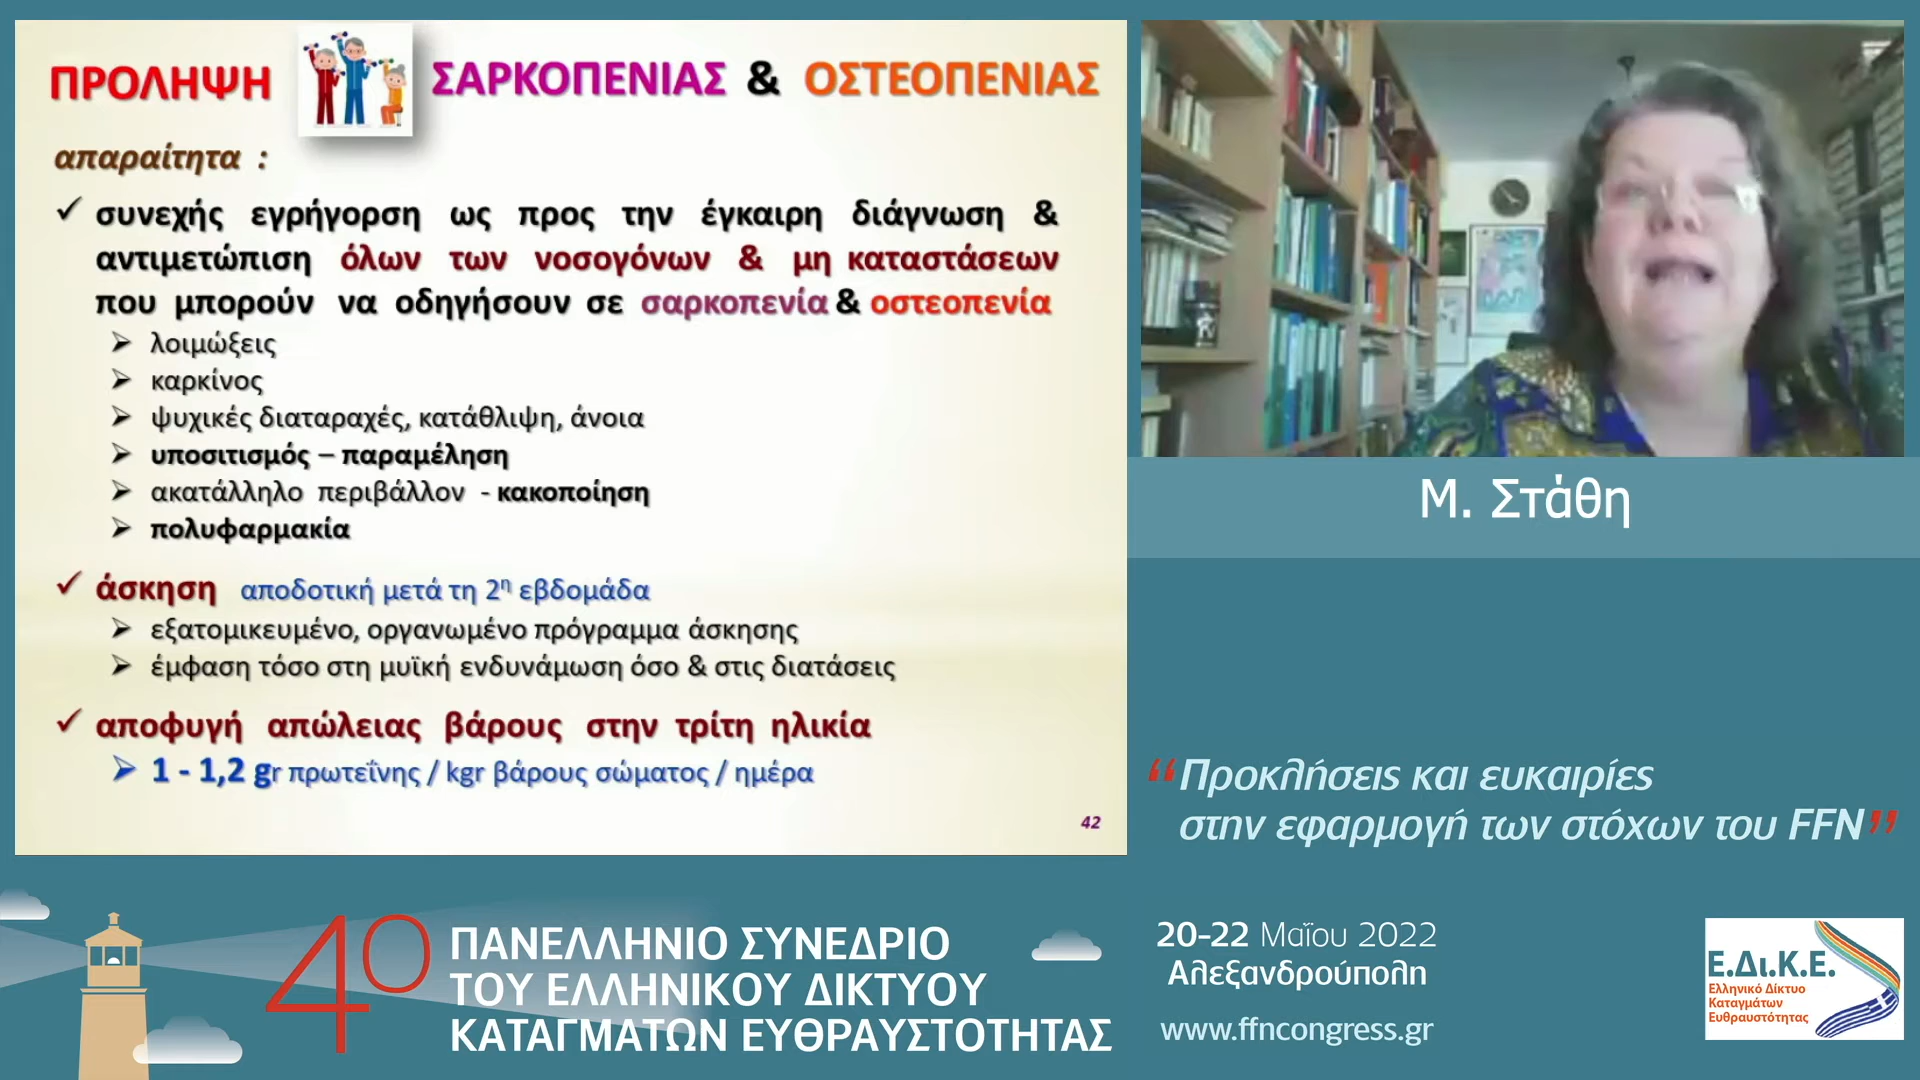 ΠΡΟΛΗΨΗ ΣΑΡΚΟΠΕΝΙΑΣ & ΟΣΤΕΟΠΕΝΙΑΣ
απαραίτητα :
✓ συνεχής εγρήγορση ως προς την έγκαιρη διάγνωση &
αντιμετώπιση όλων των νοσογόνων & μη καταστάσεων
που μπορούν να οδηγήσουν σε σαρκοπενία & οστεοπενία
➢ λοιμώξεις
➢ καρκίνος
➢ ψυχικές διαταραχές, κατάθλιψη, άνοια
➢ υποσιτισμός – παραμέληση
➢ ακατάλληλο περιβάλλον - κακοποίηση
➢ πολυφαρμακία
✓ άσκηση αποδοτική μετά τη 2η εβδομάδα
➢ εξατομικευμένο, οργανωμένο πρόγραμμα άσκησης
➢ έμφαση τόσο στη μυϊκή ενδυνάμωση όσο & στις διατάσεις
✓ αποφυγή απώλειας βάρους στην τρίτη ηλικία
➢ 1 - 1,2 gr πρωτεΐνης / kgr βάρους σώματος / ημέρα
42
Μ. Στάθη
“Προκλήσεις και ευκαιρίες
στην εφαρμογή των στόχων του FFN”
4ο ΠΑΝΕΛΛΗΝΙΟ ΣΥΝΕΔΡΙΟ
ΤΟΥ ΕΛΛΗΝΙΚΟΥ ΔΙΚΤΥΟΥ
ΚΑΤΑΓΜΑΤΩΝ ΕΥΘΡΑΥΣΤΟΤΗΤΑΣ
20-22 Μαΐου 2022
Αλεξανδρούπολη
www.ffncongress.gr
Ε.Δι.Κ.Ε.
Ελληνικό Δίκτυο
Καταγμάτων
Ευθραυστότητας